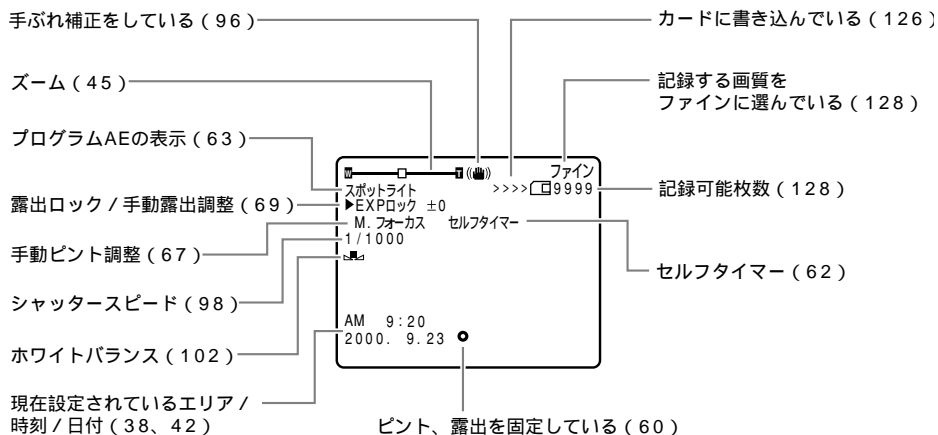 手ぶれ補正をしている（96）
ズーム（45）
プログラムAEの表示（63）
露出ロック / 手動露出調整（69）
手動ピント調整（67）
シャッタースピード（98）
ホワイトバランス（102）
現在設定されているエリア /
時刻 / 日付（38、42）
W T ファイン
スポットライト >>>> 9999
▶EXPロック ±0
M. フォーカス セルフタイマー
1/1000
AM 9:20
2000. 9.23
カードに書き込んでいる（126）
記録する画質を
ファインに選んでいる（128）
記録可能枚数（128）
セルフタイマー（62）
ピント、露出を固定している（60）